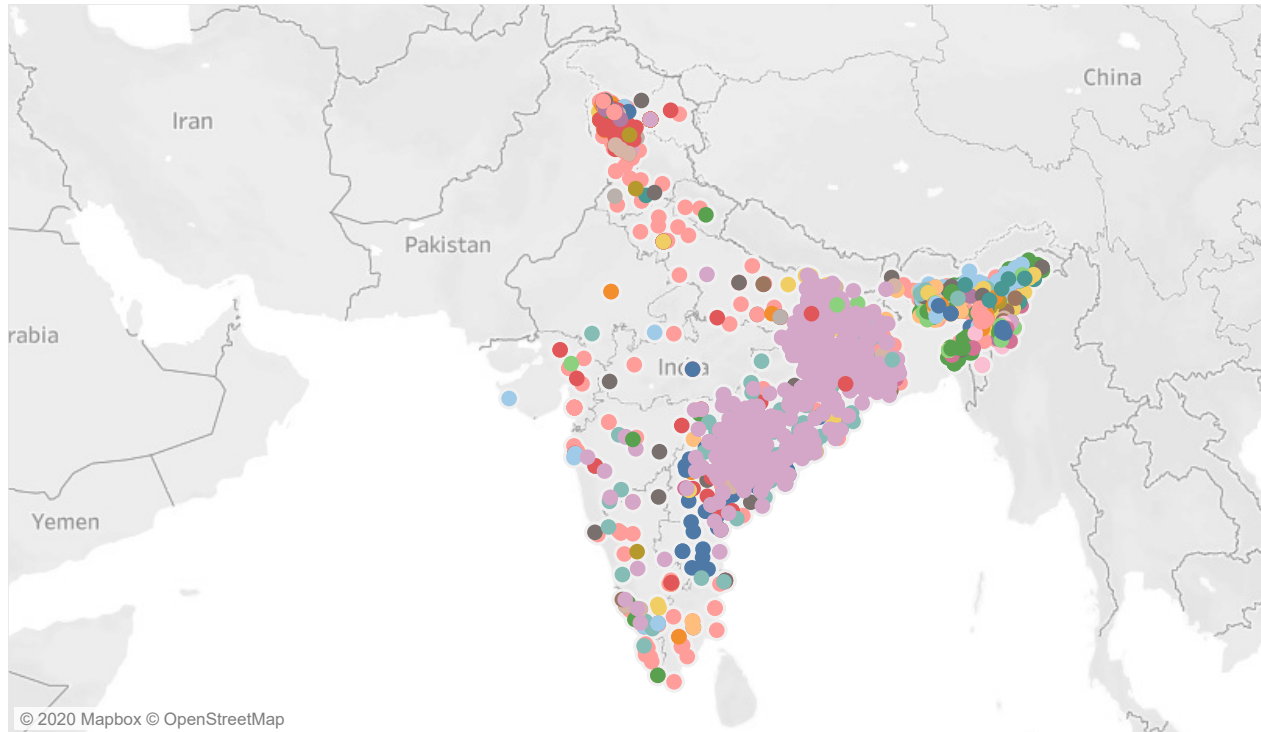 China
Iran
Pakistan
rabia
India
Yemen
© 2020 Mapbox © OpenStreetMap